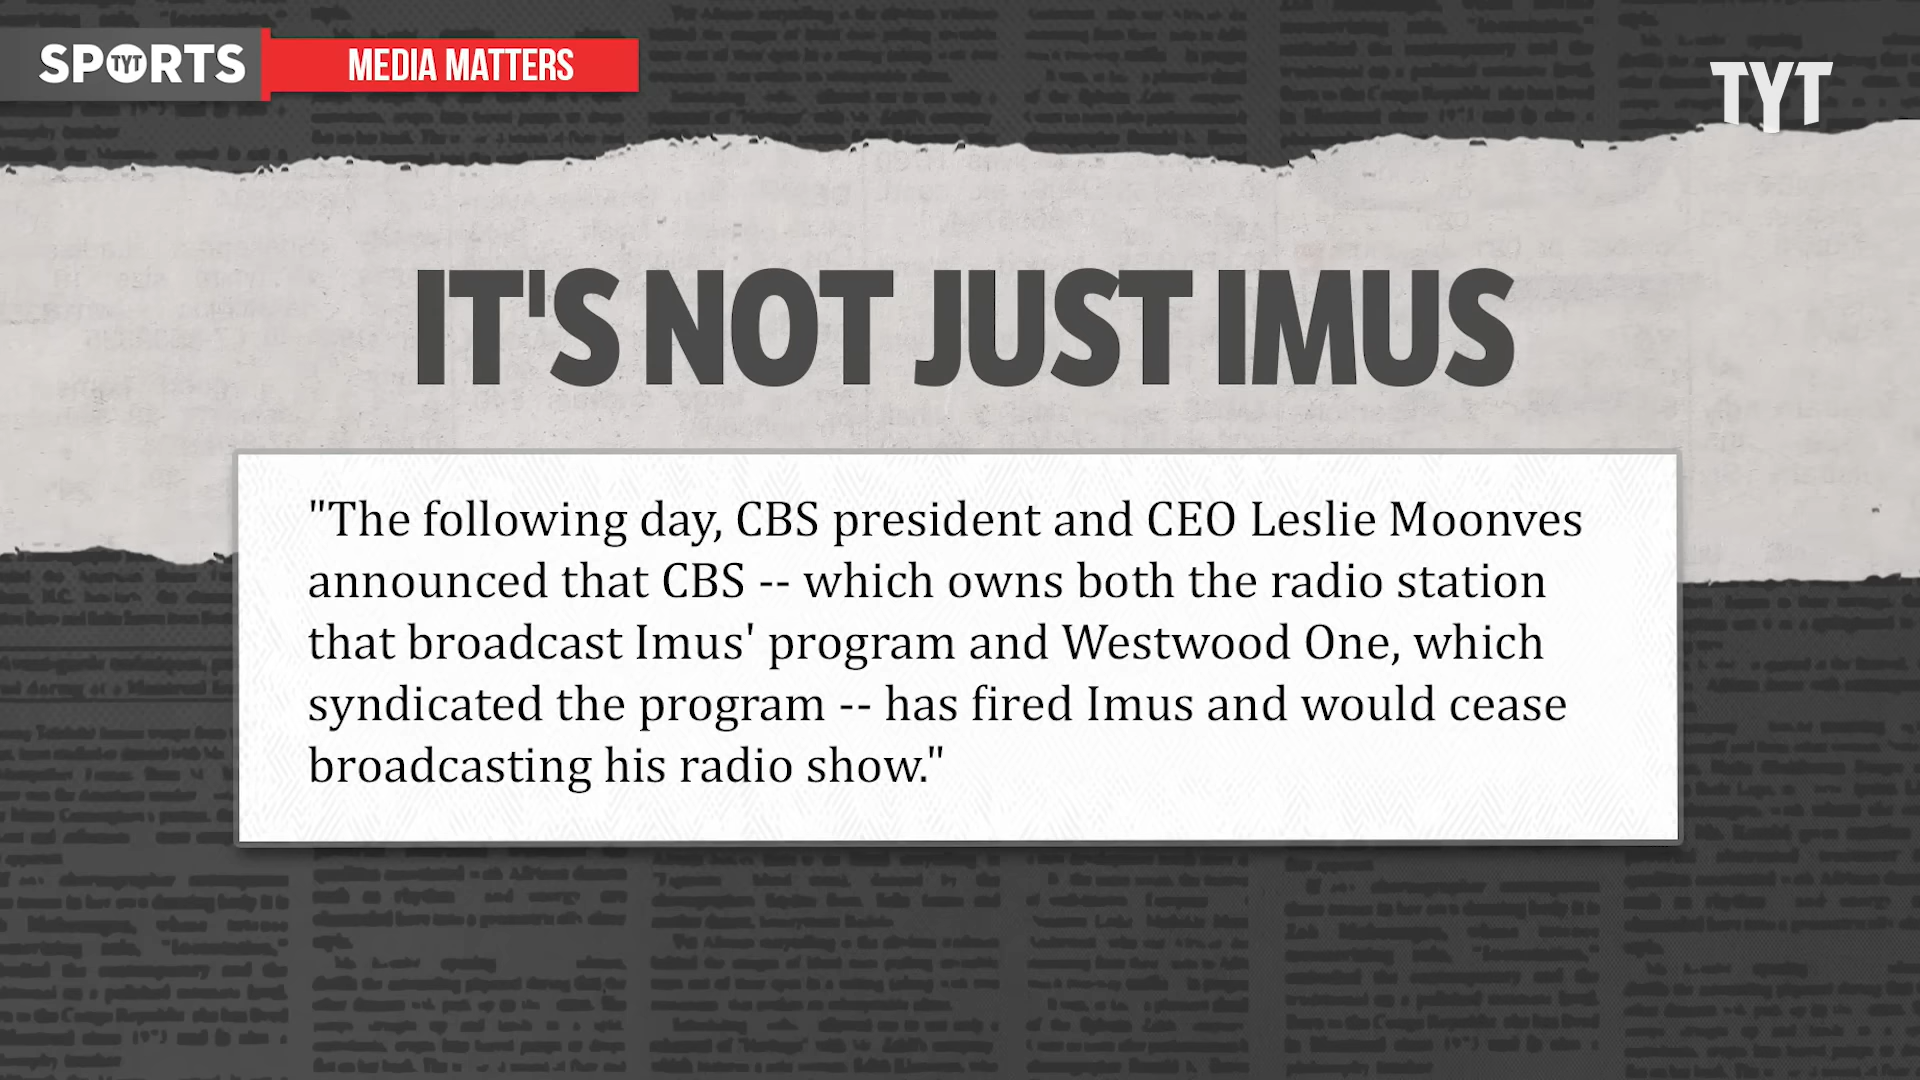 SPORTS
TYT
MEDIA MATTERS
TYT
IT'S NOT JUST IMUS
"The following day, CBS president and CEO Leslie Moonves
announced that CBS -- which owns both the radio station
that broadcast Imus' program and Westwood One, which
syndicated the program -- has fired Imus and would cease
broadcasting his radio show."